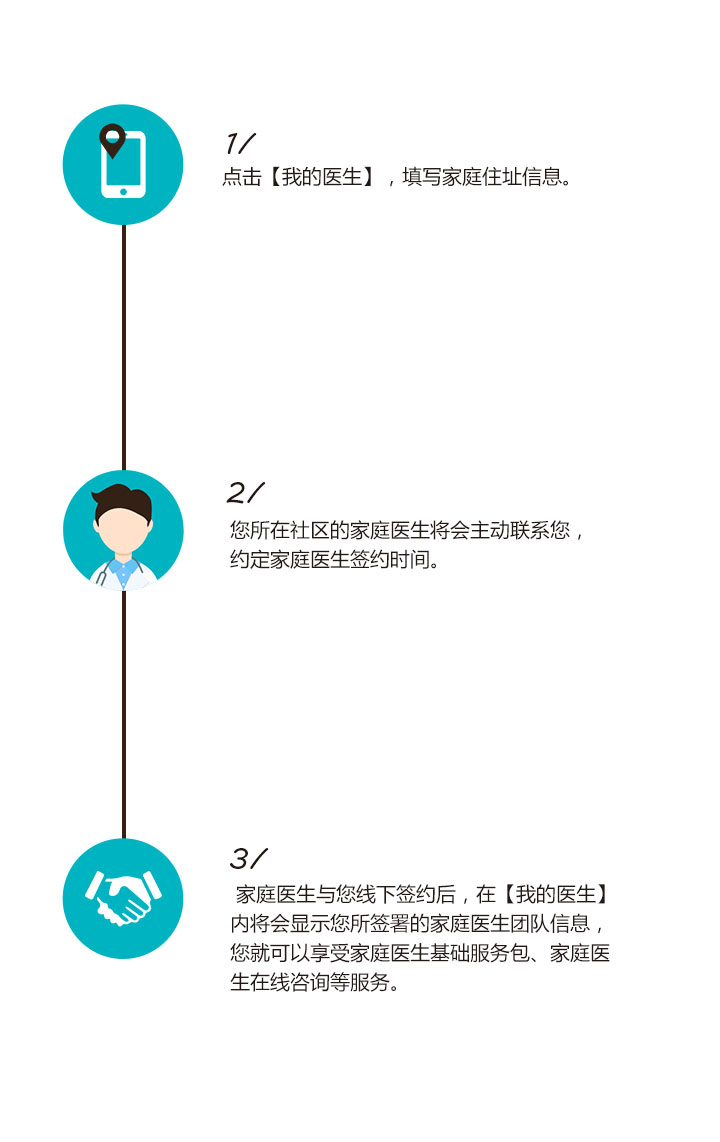 1/
点击【我的医生】，填写家庭住址信息。
2/
您所在社区的家庭医生将会主动联系您，
约定家庭医生签约时间。
3/
家庭医生与您线下签约后，在【我的医生】
内将会显示您所签署的家庭医生团队信息，
您就可以享受家庭医生基础服务包、家庭医
生在线咨询等服务。